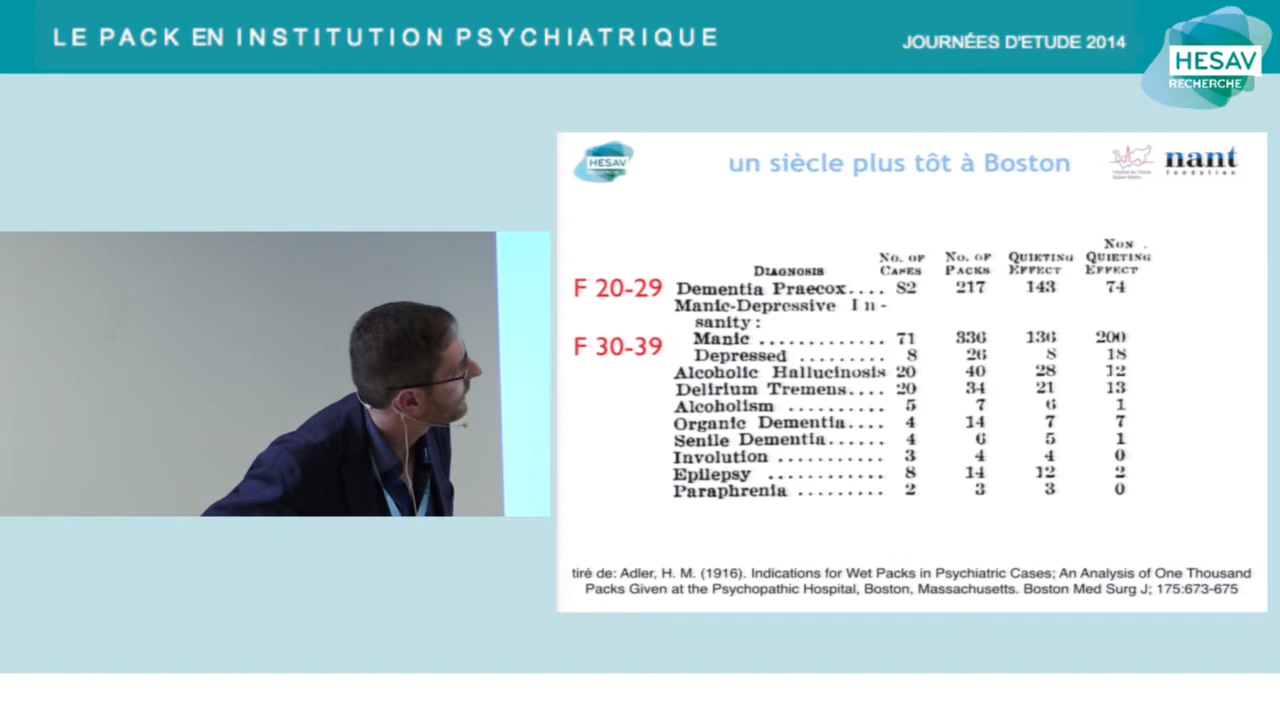 LE PACK EN INSTITUTION PSYCHIATRIQUE
JOURNÉES D'ETUDE 2014
HESAV
RECHERCHE
HESAV
RECHERCHE
un siècle plus tôt à Boston
nant
fondation
Diagnosis No. of Cases No. of Packs Quieting Effect Non Quieting Effect
F 20-29 Dementia Praecox.... 82 217 143 74
Manic-Depressive In-
sanity:
F 30-39
Manic ............. 71 336 136 200
Depressed ......... 8 26 8 18
Alcoholic Hallucinosis 20 40 28 12
Delirium Tremens.... 20 34 21 13
Alcoholism .......... 5 7 6 1
Organic Dementia.... 4 14 7 7
Senile Dementia...... 4 6 5 1
Involution ........... 3 4 4 0
Epilepsy ............ 8 14 12 2
Paraphrenia ......... 2 3 3 0
tiré de: Adler, H. M. (1916). Indications for Wet Packs in Psychiatric Cases; An Analysis of One Thousand
Packs Given at the Psychopathic Hospital, Boston, Massachusetts. Boston Med Surg J; 175:673-675